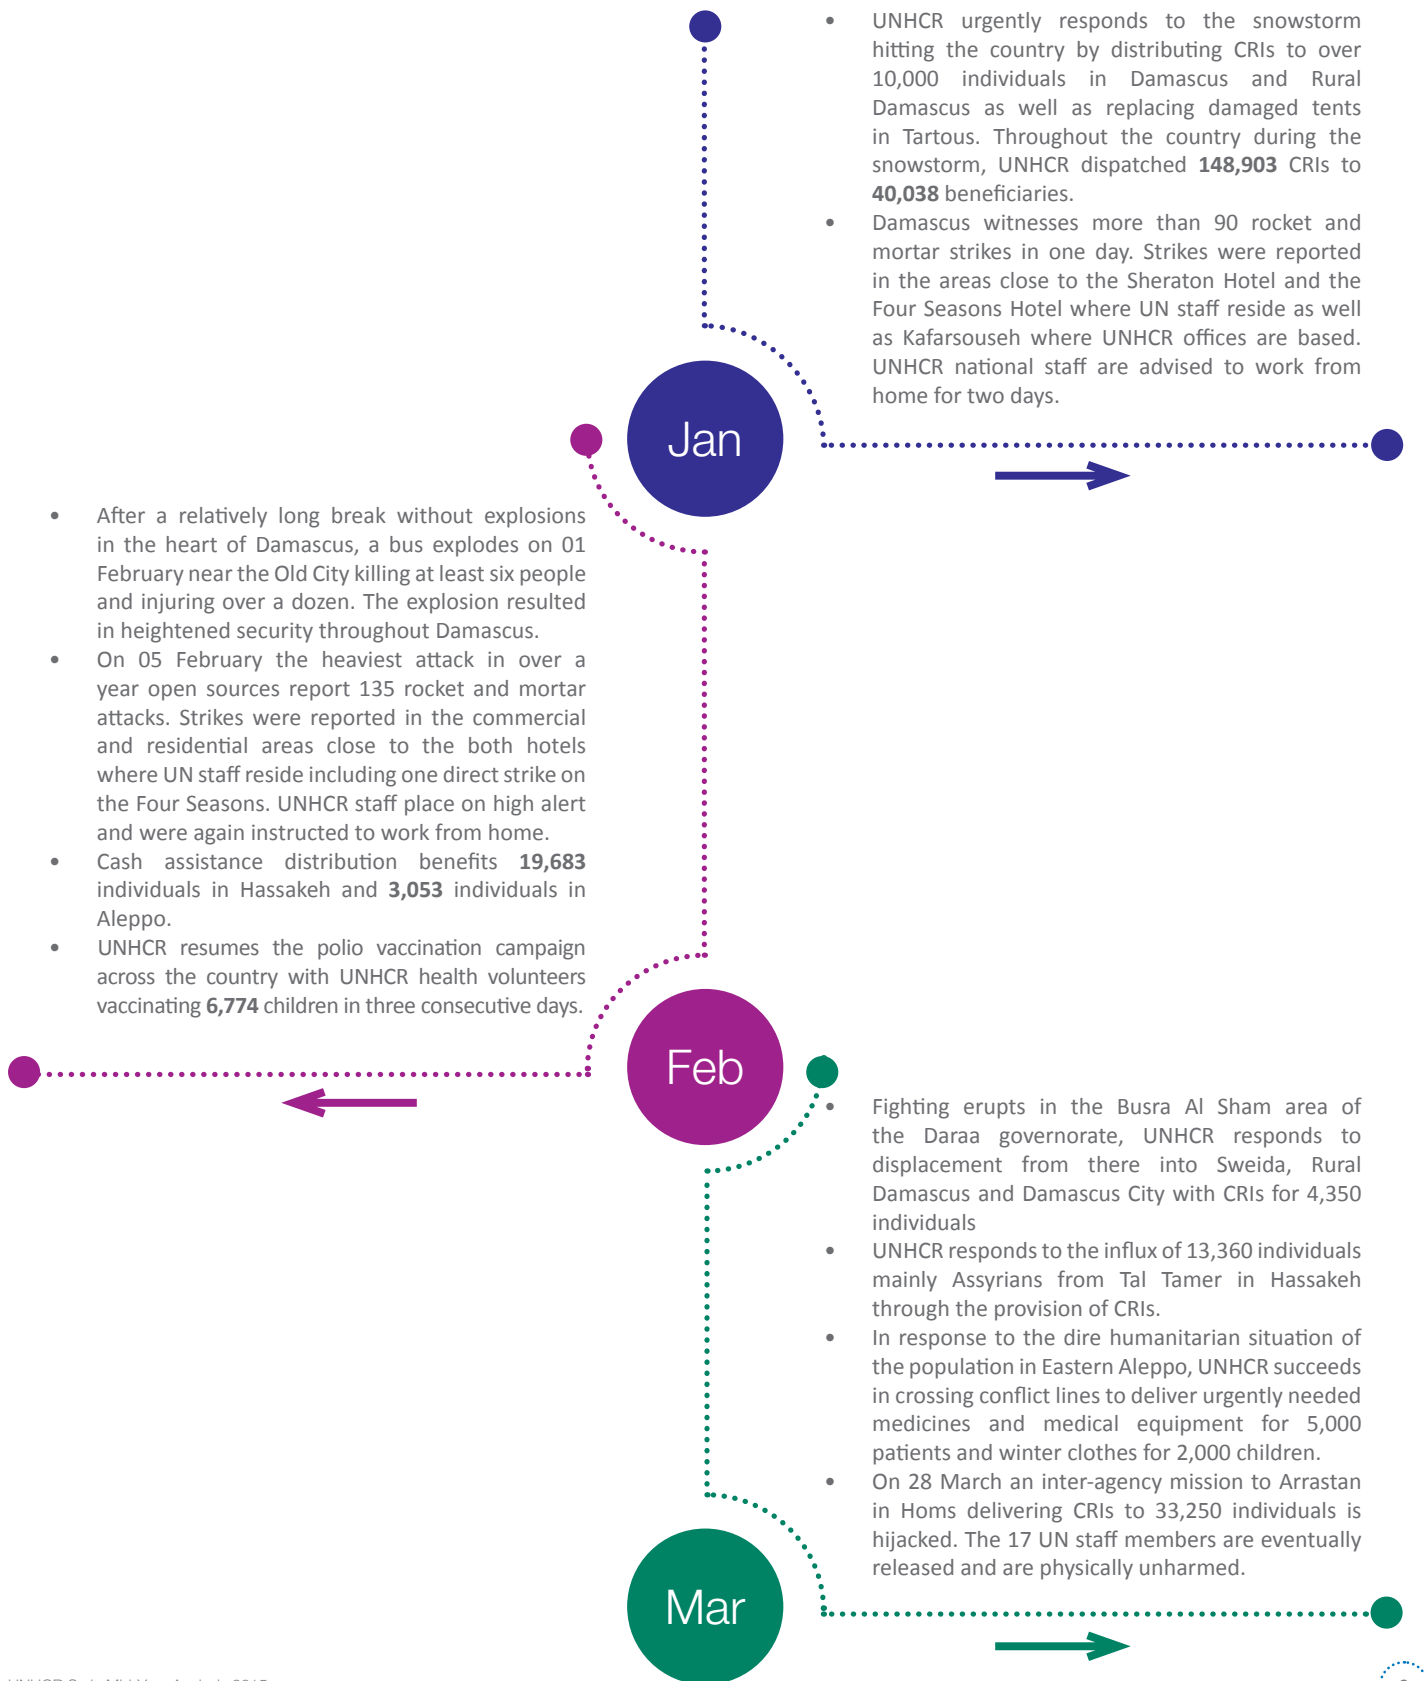 • UNHCR urgently responds to the snowstorm
hitting the country by distributing CRIs to over
10,000 individuals in Damascus and Rural
Damascus as well as replacing damaged tents
in Tartous. Throughout the country during the
snowstorm, UNHCR dispatched 148,903 CRIs to
40,038 beneficiaries.
• Damascus witnesses more than 90 rocket and
mortar strikes in one day. Strikes were reported
in the areas close to the Sheraton Hotel and the
Four Seasons Hotel where UN staff reside as well
as Kafarsouseh where UNHCR offices are based.
UNHCR national staff are advised to work from
home for two days.
Jan
• After a relatively long break without explosions
in the heart of Damascus, a bus explodes on 01
February near the Old City killing at least six people
and injuring over a dozen. The explosion resulted
in heightened security throughout Damascus.
• On 05 February the heaviest attack in over a
year open sources report 135 rocket and mortar
attacks. Strikes were reported in the commercial
and residential areas close to the both hotels
where UN staff reside including one direct strike on
the Four Seasons. UNHCR staff place on high alert
and were again instructed to work from home.
• Cash assistance distribution benefits 19,683
individuals in Hassakeh and 3,053 individuals in
Aleppo.
• UNHCR resumes the polio vaccination campaign
across the country with UNHCR health volunteers
vaccinating 6,774 children in three consecutive days.
Feb
• Fighting erupts in the Busra Al Sham area of
the Daraa governorate, UNHCR responds to
displacement from there into Sweida, Rural
Damascus and Damascus City with CRIs for 4,350
individuals
• UNHCR responds to the influx of 13,360 individuals
mainly Assyrians from Tal Tamer in Hassakeh
through the provision of CRIs.
• In response to the dire humanitarian situation of
the population in Eastern Aleppo, UNHCR succeeds
in crossing conflict lines to deliver urgently needed
medicines and medical equipment for 5,000
patients and winter clothes for 2,000 children.
• On 28 March an inter-agency mission to Arrastan
in Homs delivering CRIs to 33,250 individuals is
hijacked. The 17 UN staff members are eventually
released and are physically unharmed.
Mar